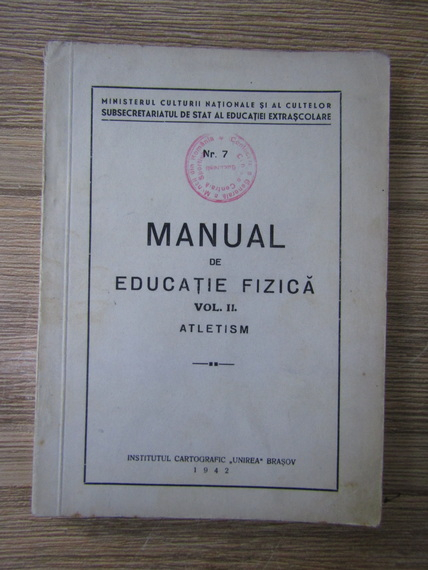 MINISTERUL CULTURII NAȚIONALE ȘI AL CULTELOR
SUBSECRETARIATUL DE STAT AL EDUCAȚIEI EXTRAȘCOLARE
Nr. 7
MANUAL
DE
EDUCAȚIE FIZICĂ
VOL. II.
ATLETISM
INSTITUTUL CARTOGRAFIC „UNIREA" BRAȘOV
1942